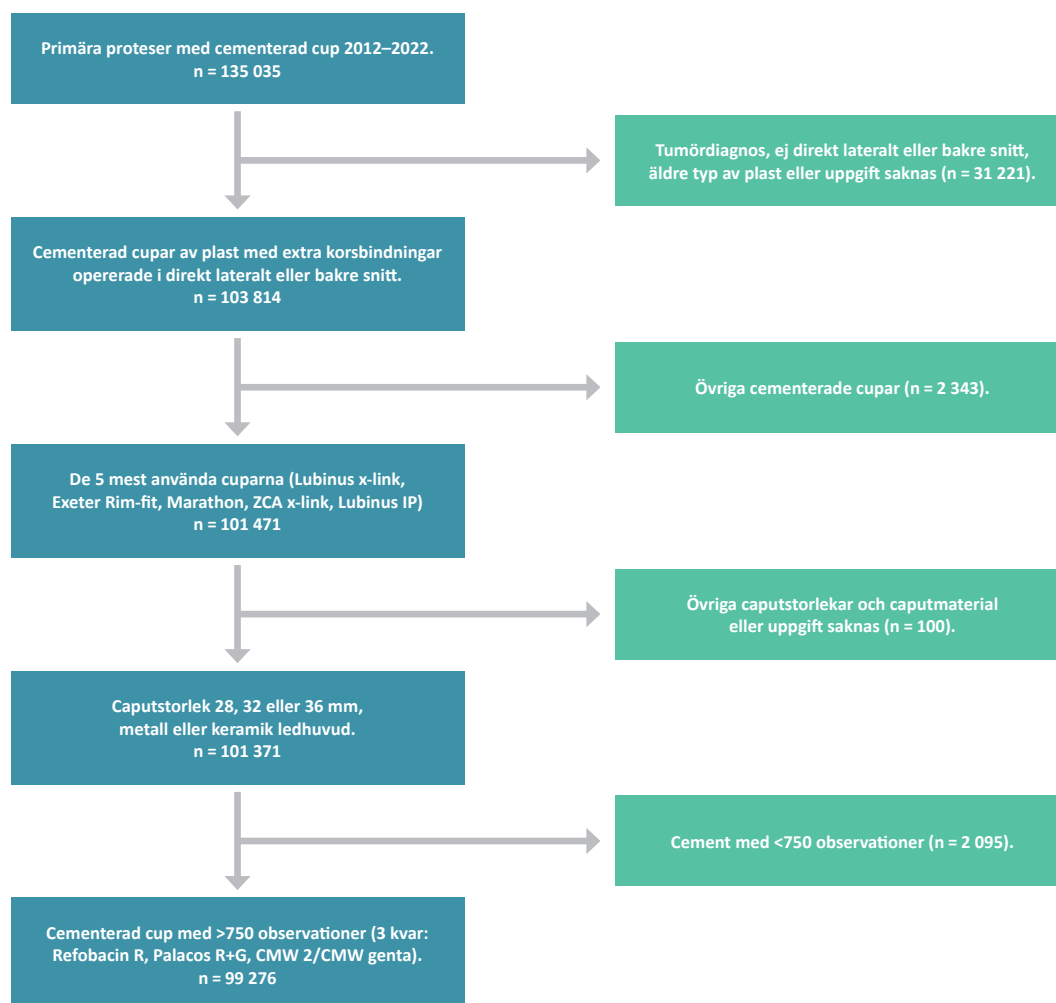 Primära proteser med cementerad cup 2012–2022.
n = 135 035
Tumördiagnos, ej direkt lateralt eller bakre snitt,
äldre typ av plast eller uppgift saknas (n = 31 221).
Cementerad cupar av plast med extra korsbindningar
opererade i direkt lateralt eller bakre snitt.
n = 103 814
Övriga cementerade cupar (n = 2 343).
De 5 mest använda cuparna (Lubinus x-link,
Exeter Rim-fit, Marathon, ZCA x-link, Lubinus IP)
n = 101 471
Övriga caputstorlekar och caputmaterial
eller uppgift saknas (n = 100).
Caputstorlek 28, 32 eller 36 mm,
metall eller keramik ledhuvud.
n = 101 371
Cement med <750 observationer (n = 2 095).
Cementerad cup med >750 observationer (3 kvar:
Refobacin R, Palacos R+G, CMW 2/CMW genta).
n = 99 276